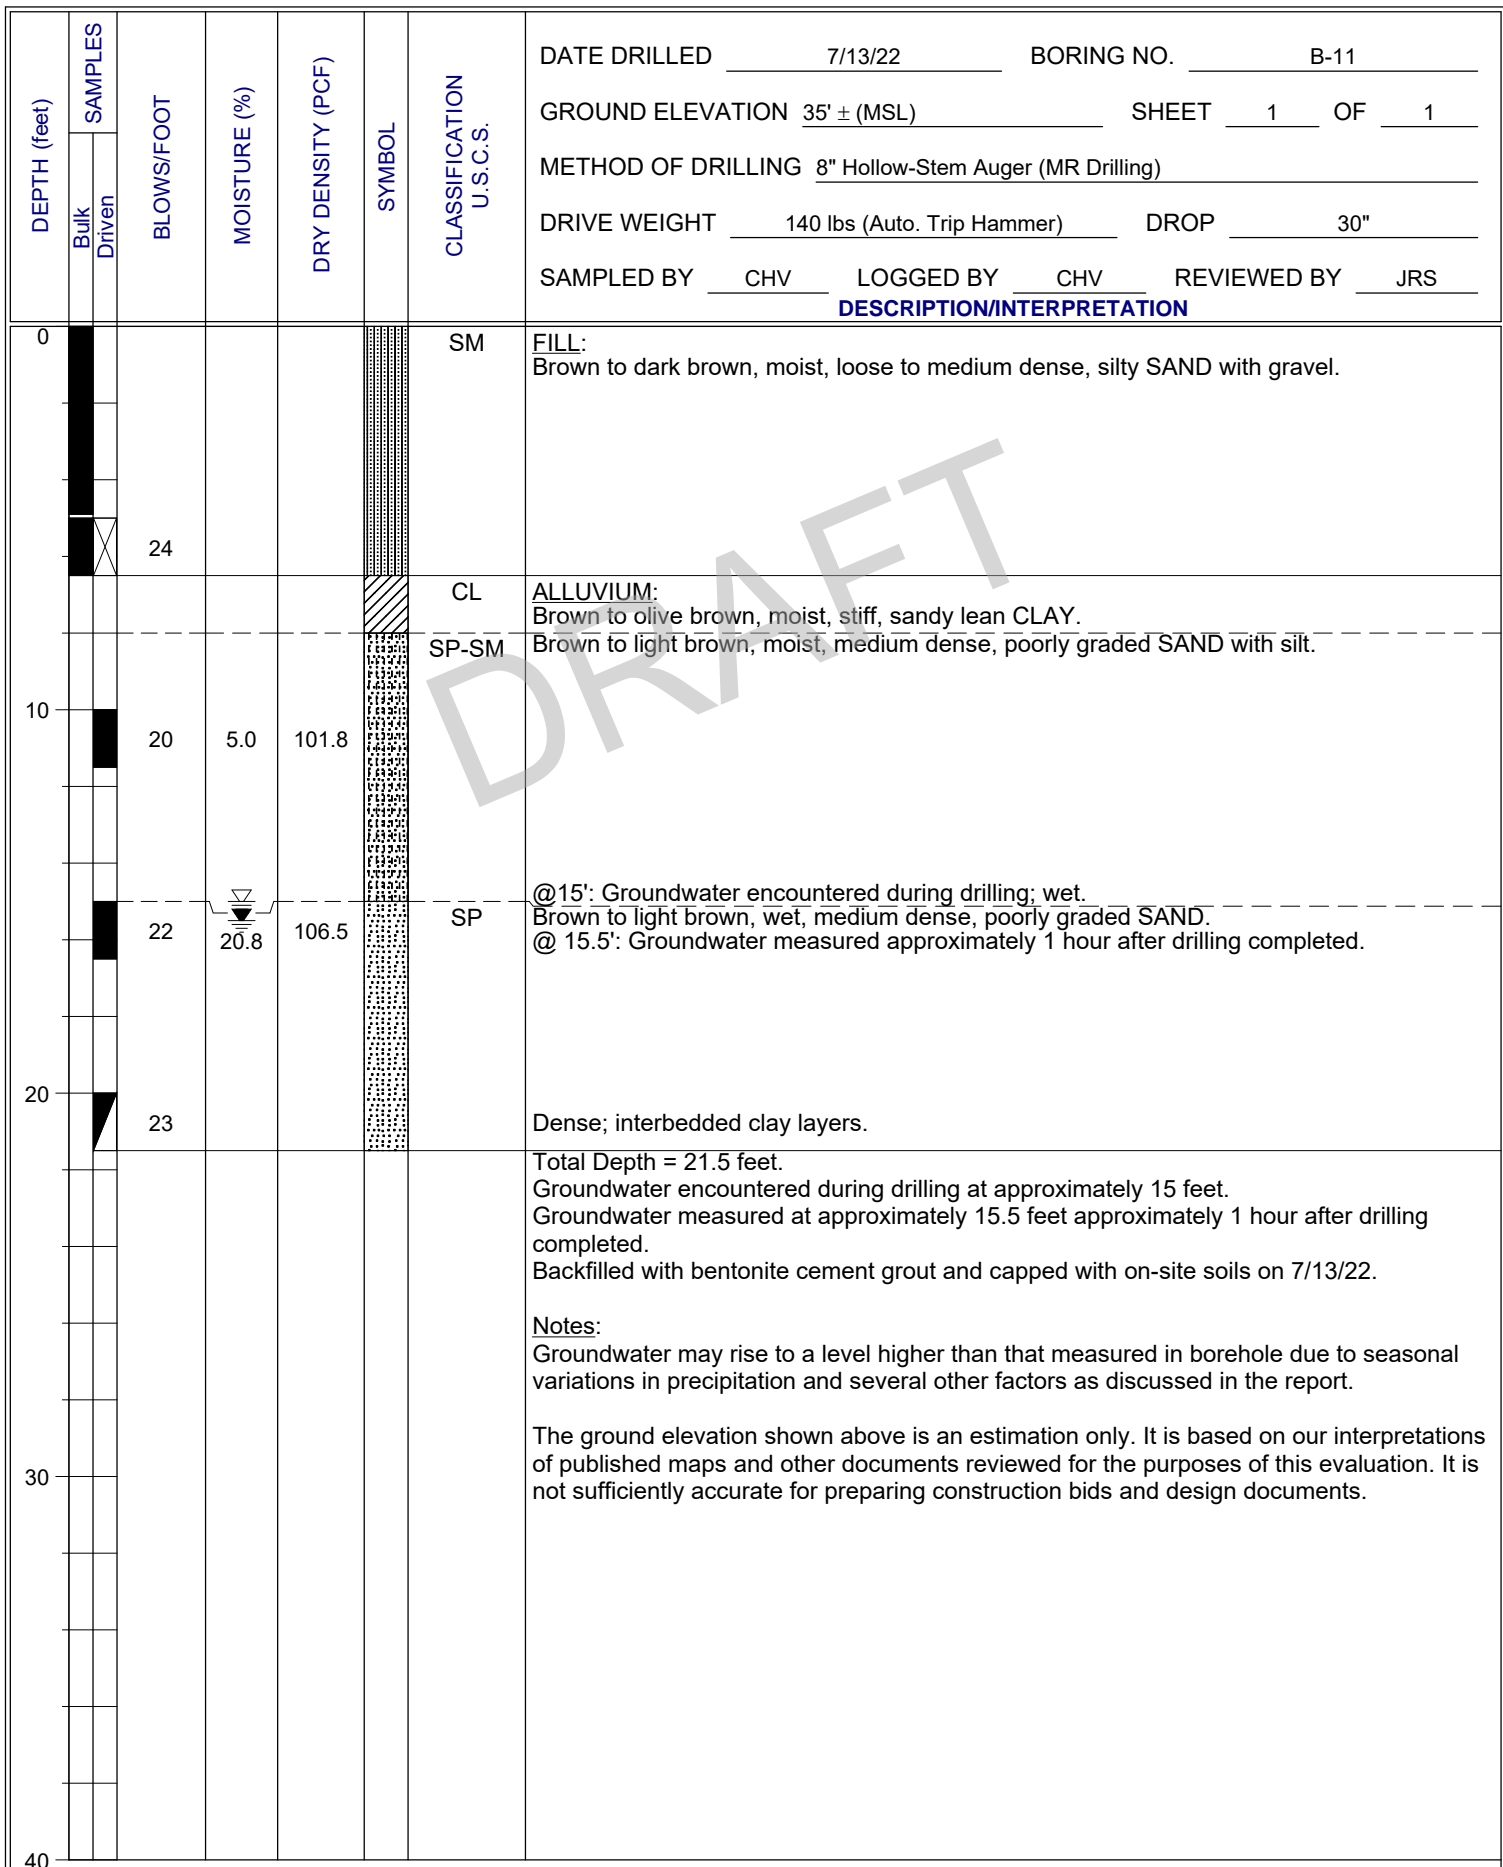 DEPTH (feet)
SAMPLES
Bulk
Driven
BLOWS/FOOT
MOISTURE (%)
DRY DENSITY (PCF)
SYMBOL
CLASSIFICATION
U.S.C.S.
DATE DRILLED 7/13/22 BORING NO. B-11
GROUND ELEVATION 35' ± (MSL) SHEET 1 OF 1
METHOD OF DRILLING 8" Hollow-Stem Auger (MR Drilling)
DRIVE WEIGHT 140 lbs (Auto. Trip Hammer) DROP 30"
SAMPLED BY CHV LOGGED BY CHV REVIEWED BY JRS
DESCRIPTION/INTERPRETATION
0 SM FILL:
Brown to dark brown, moist, loose to medium dense, silty SAND with gravel.
24
CL ALLUVIUM:
Brown to olive brown, moist, stiff, sandy lean CLAY.
SP-SM Brown to light brown, moist, medium dense, poorly graded SAND with silt.
DRAFT
10
20 5.0 101.8
@15': Groundwater encountered during drilling; wet.
SP Brown to light brown, wet, medium dense, poorly graded SAND.
22 20.8 106.5 @ 15.5': Groundwater measured approximately 1 hour after drilling completed.
20
23 Dense; interbedded clay layers.
Total Depth = 21.5 feet.
Groundwater encountered during drilling at approximately 15 feet.
Groundwater measured at approximately 15.5 feet approximately 1 hour after drilling
completed.
Backfilled with bentonite cement grout and capped with on-site soils on 7/13/22.
Notes:
Groundwater may rise to a level higher than that measured in borehole due to seasonal
variations in precipitation and several other factors as discussed in the report.
The ground elevation shown above is an estimation only. It is based on our interpretations
of published maps and other documents reviewed for the purposes of this evaluation. It is
30
not sufficiently accurate for preparing construction bids and design documents.
40